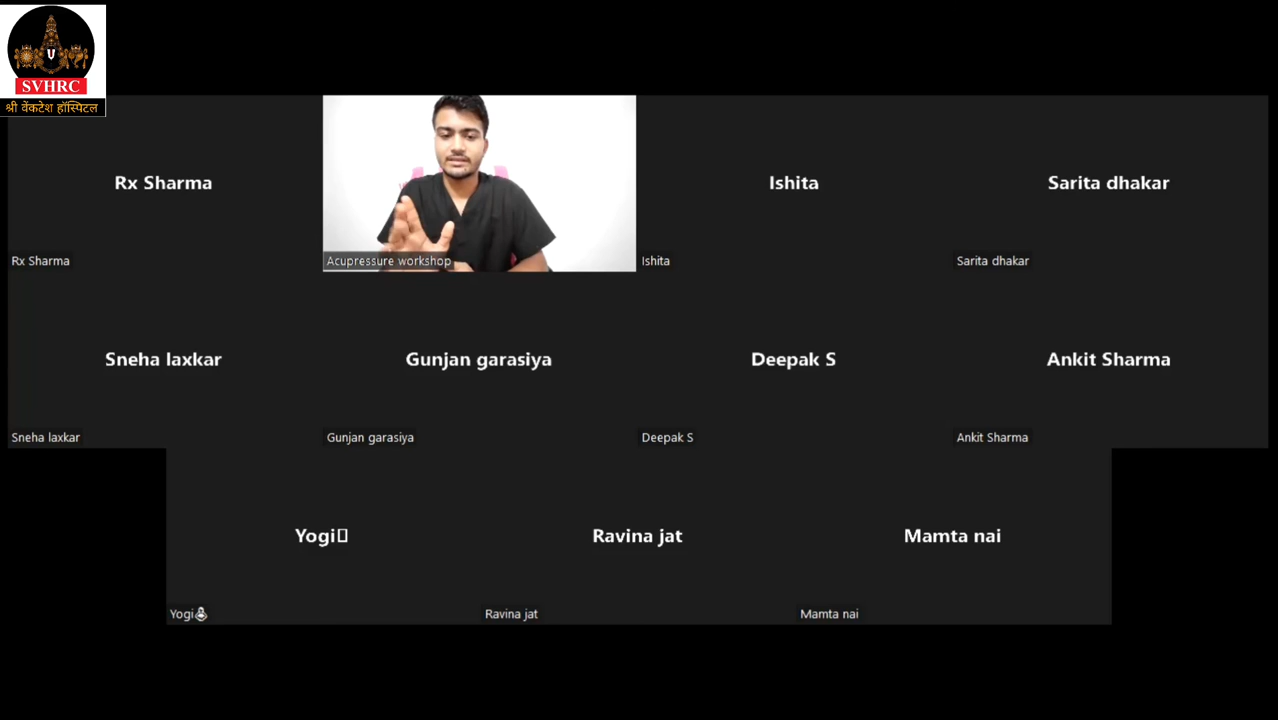 SVHRC
श्री वेंकटेश हॉस्पिटल
Rx Sharma
Ishita
Sarita dhakar
Rx Sharma
Acupressure workshop
Ishita
Sarita dhakar
Sneha laxkar
Gunjan garasiya
Deepak S
Ankit Sharma
Sneha laxkar
Gunjan garasiya
Deepak S
Ankit Sharma
Yogi
Ravina jat
Mamta nai
Yogi
Ravina jat
Mamta nai